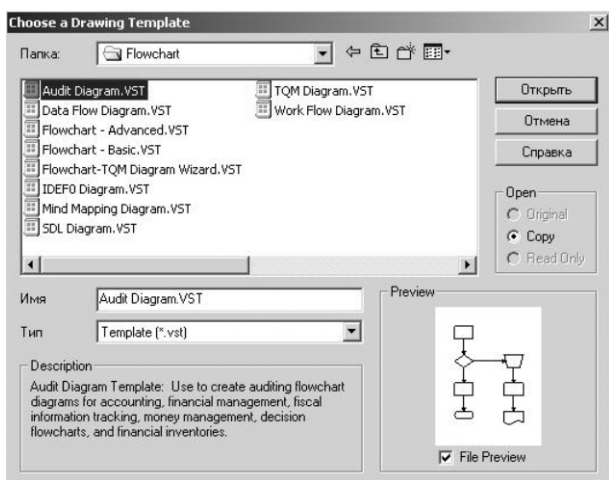 Choose a Drawing Template
Папка: Flowchart
Audit Diagram.VST
Data Flow Diagram.VST
Flowchart - Advanced.VST
Flowchart - Basic.VST
Flowchart-TQM Diagram Wizard.VST
IDEF0 Diagram.VST
Mind Mapping Diagram.VST
SDL Diagram.VST
TQM Diagram.VST
Work Flow Diagram.VST
Открыть
Отмена
Справка
Open
Original
Copy
Read Only
Имя Audit Diagram.VST
Тип Template (*.vst)
Description
Audit Diagram Template: Use to create auditing flowchart
diagrams for accounting, financial management, fiscal
information tracking, money management, decision
flowcharts, and financial inventories.
Preview
File Preview